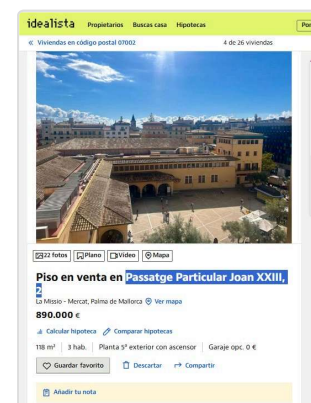 idealista Propietarios Buscas casa Hipotecas
« Viviendas en código postal 07002 4 de 26 viviendas
22 fotos Plano Vídeo Mapa
Piso en venta en Passatge Particular Joan XXIII,
2
La Missio - Mercat, Palma de Mallorca Ver mapa
890.000 €
Calcular hipoteca Comparar hipotecas
118 m² 3 hab. Planta 5ª exterior con ascensor Garaje opc. 0 €
Guardar favorito Descartar Compartir
Añadir tu nota